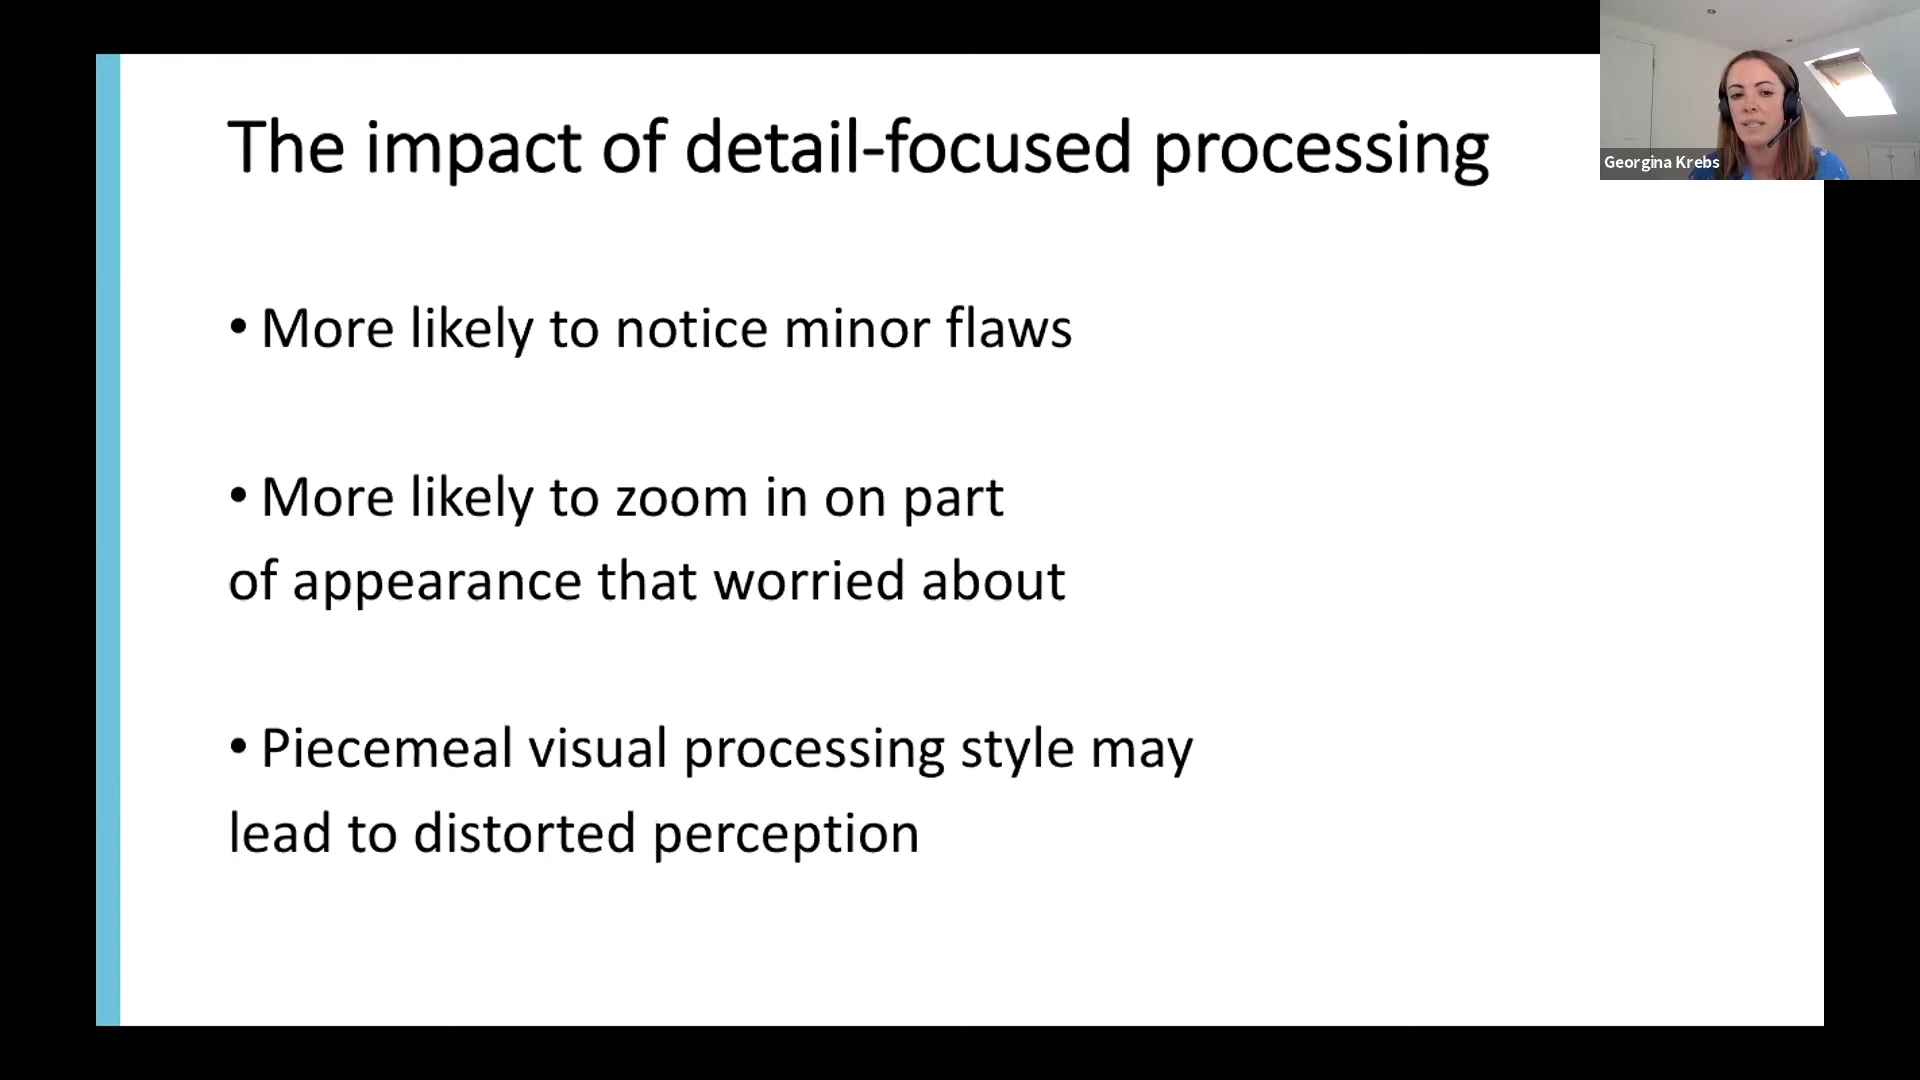 The impact of detail-focused processing
• More likely to notice minor flaws
• More likely to zoom in on part
of appearance that worried about
• Piecemeal visual processing style may
lead to distorted perception
Georgina Krebs